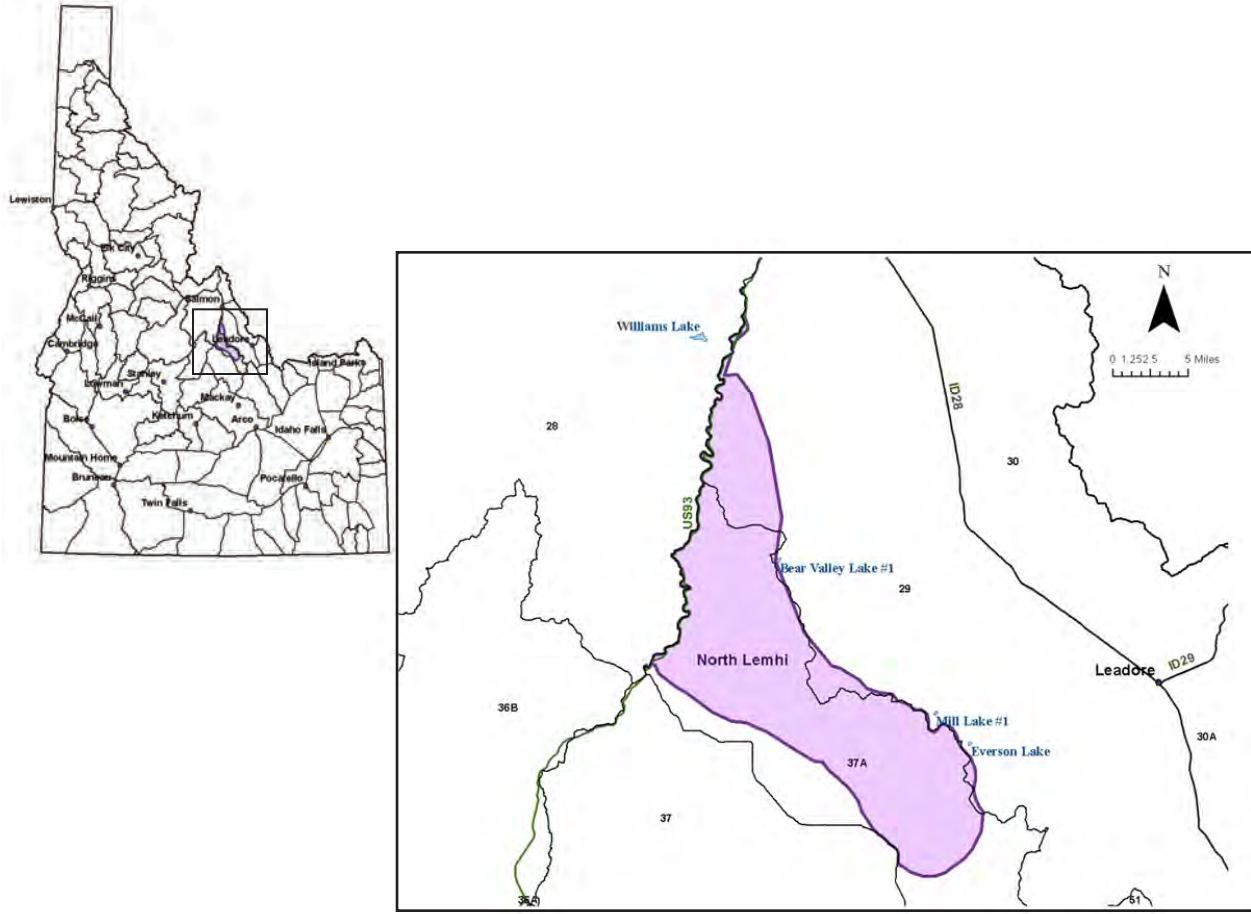 Lewiston
Elk City
Riggins
Salmon
McCall
Leadore
Cambridge
Island Park
Stanley
Lowman
Mackay
Ketchum
Boise
Arco
Idaho Falls
Mountain Home
Bruneau
Pocatello
Twin Falls
N
Williams Lake
0 1.252.5 5 Miles
ID28
28
30
US93
Bear Valley Lake #1
29
North Lemhi
Leadore
ID29
36B
Mill Lake #1
30A
Everson Lake
37A
37
36A
51